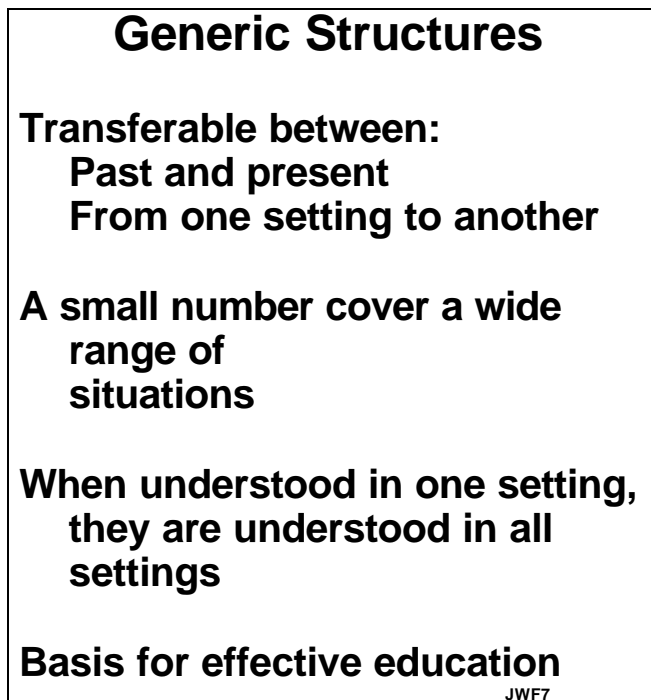 Generic Structures
Transferable between:
Past and present
From one setting to another
A small number cover a wide
range of
situations
When understood in one setting,
they are understood in all
settings
Basis for effective education
JWF7